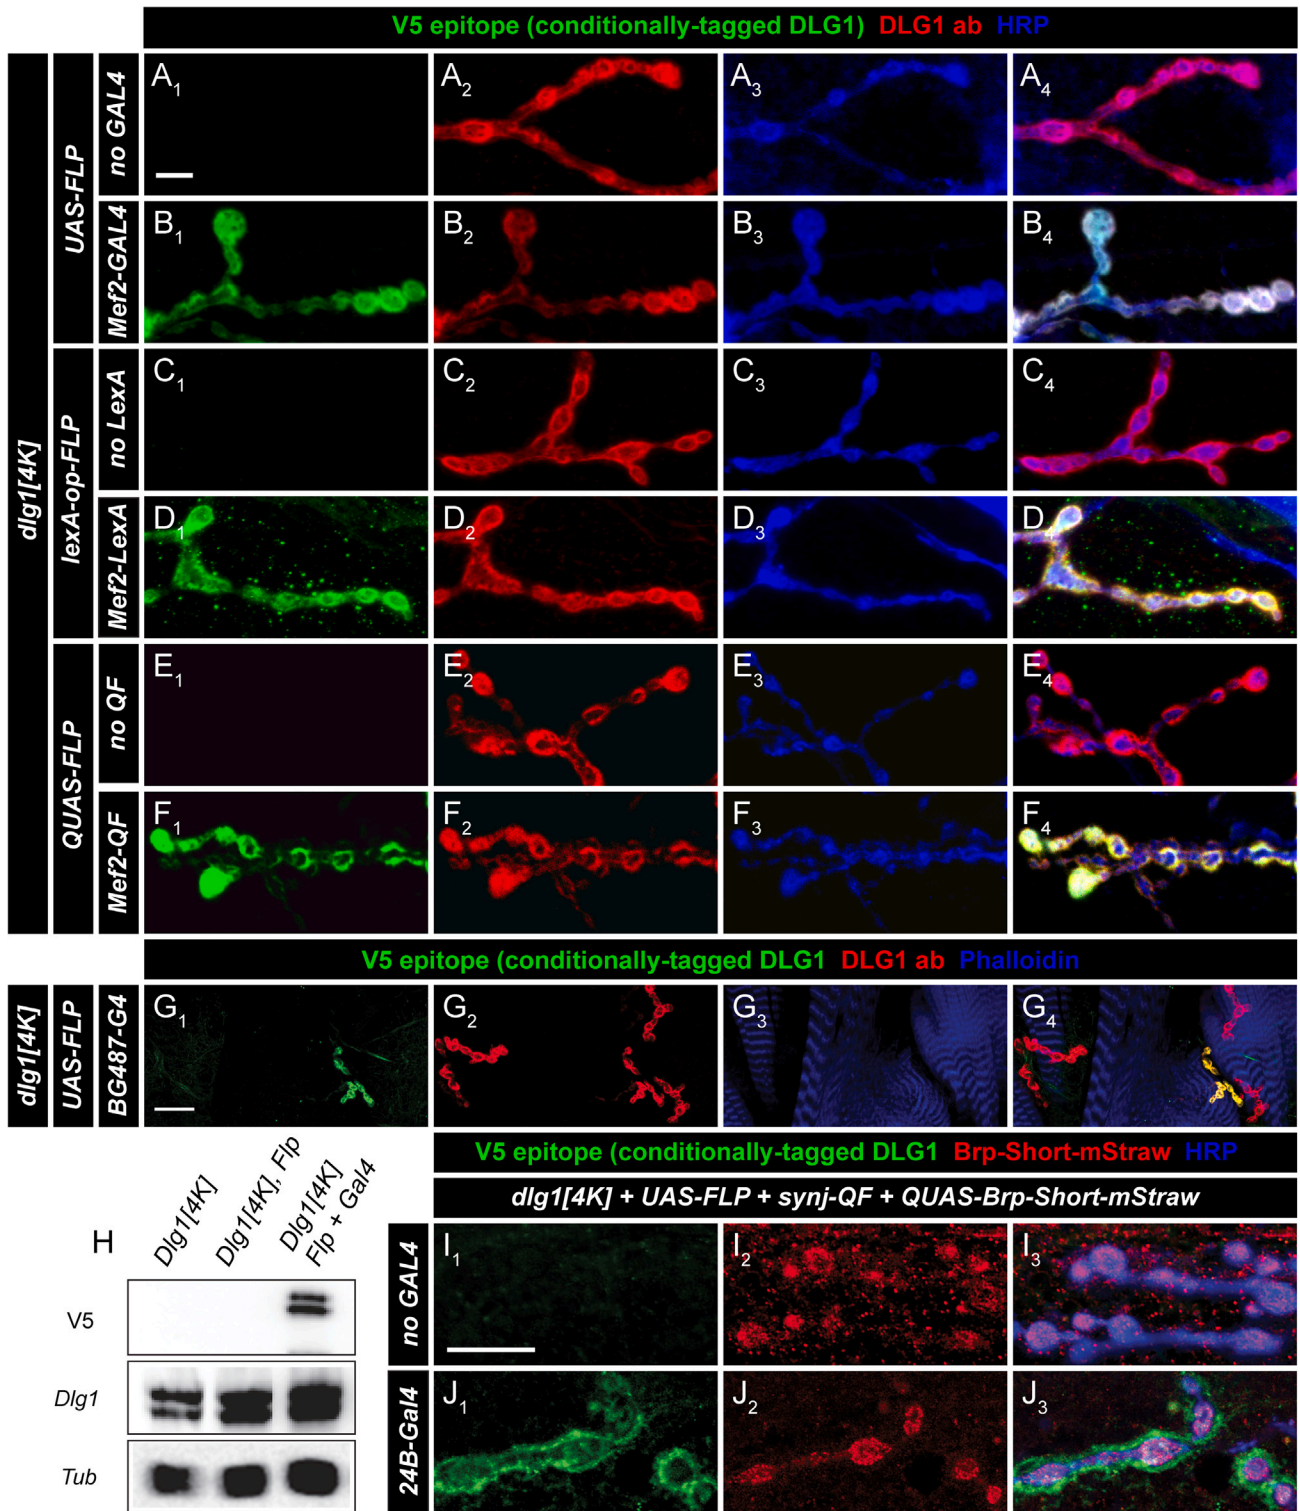 V5 epitope (conditionally-tagged DLG1) DLG1 ab HRP
dlg1[4K]
UAS-FLP
no GAL4
A1 A2 A3 A4
Mef2-GAL4
B1 B2 B3 B4
lexA-op-FLP
no LexA
C1 C2 C3 C4
Mef2-LexA
D1 D2 D3 D4
QUAS-FLP
no QF
E1 E2 E3 E4
Mef2-QF
F1 F2 F3 F4
V5 epitope (conditionally-tagged DLG1 DLG1 ab Phalloidin
dlg1[4K]
UAS-FLP
BG487-G4
G1 G2 G3 G4
V5 epitope (conditionally-tagged DLG1 Brp-Short-mStraw HRP
dlg1[4K] + UAS-FLP + synj-QF + QUAS-Brp-Short-mStraw
H
Dlg1[4K]
Dlg1[4K], Flp
Dlg1[4K]
Flp + Gal4
V5
Dlg1
Tub
no GAL4
I1 I2 I3
24B-Gal4
J1 J2 J3